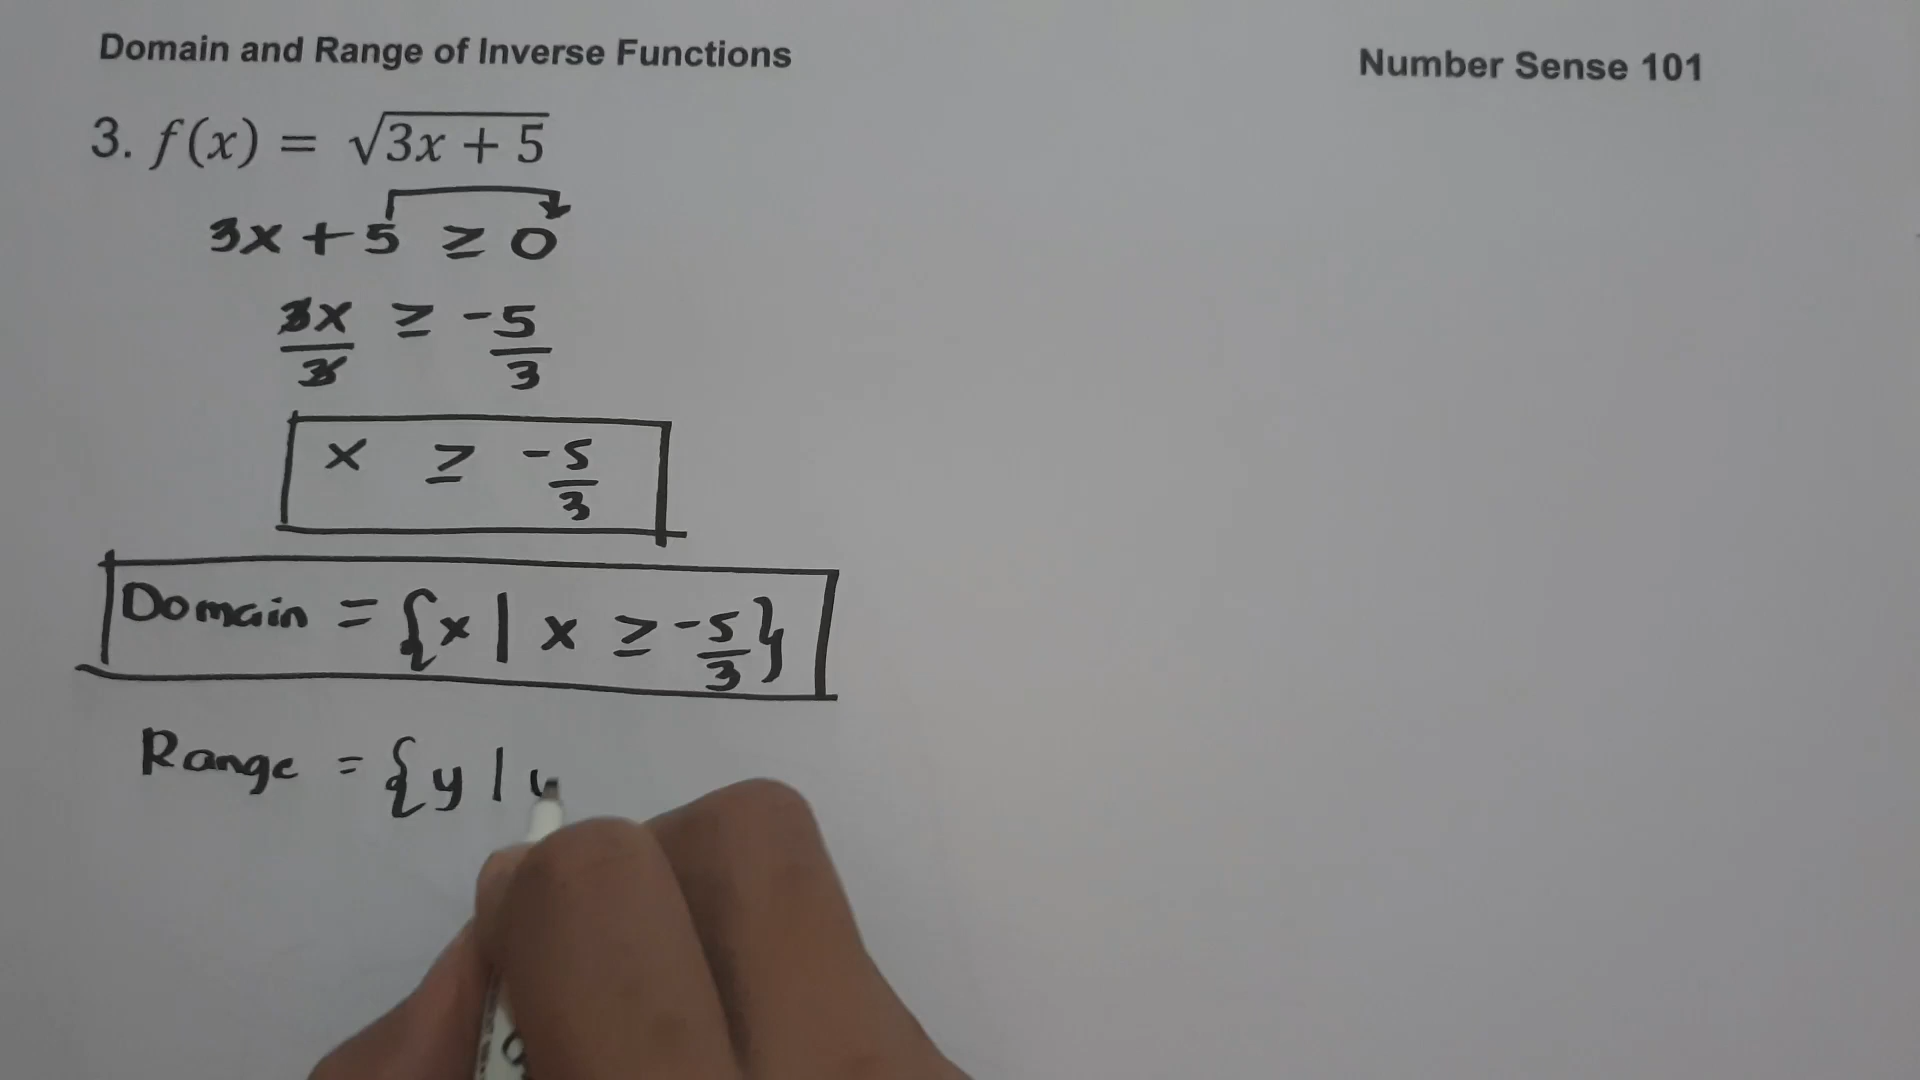 Domain and Range of Inverse Functions
Number Sense 101
3. f(x) = √3x + 5
3x + 5 ≥ 0
3x/3 ≥ -5/3
x ≥ -5/3
Domain = {x | x ≥ -5/3}
Range = {y |